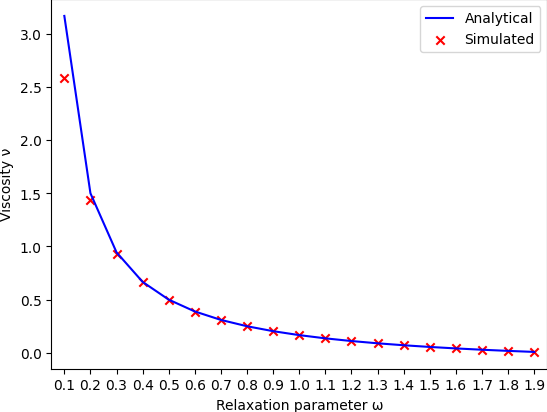 Analytical
Simulated
3.0
2.5
2.0
1.5
1.0
0.5
0.0
Viscosity ν
0.1 0.2 0.3 0.4 0.5 0.6 0.7 0.8 0.9 1.0 1.1 1.2 1.3 1.4 1.5 1.6 1.7 1.8 1.9
Relaxation parameter ω